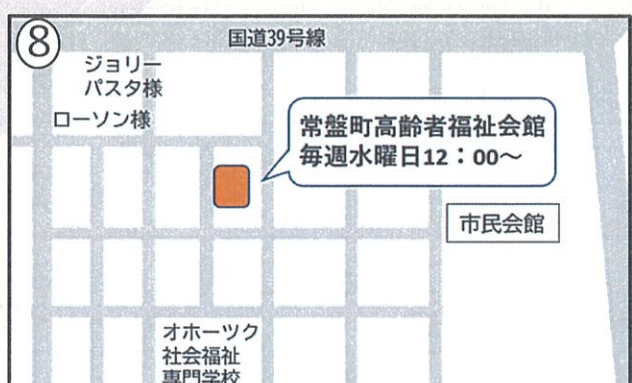 ⑧
国道39号線
ジョリー
パスタ様
ローソン様
常盤町高齢者福祉会館
毎週水曜日12：00～
市民会館
オホーツク
社会福祉
専門学校